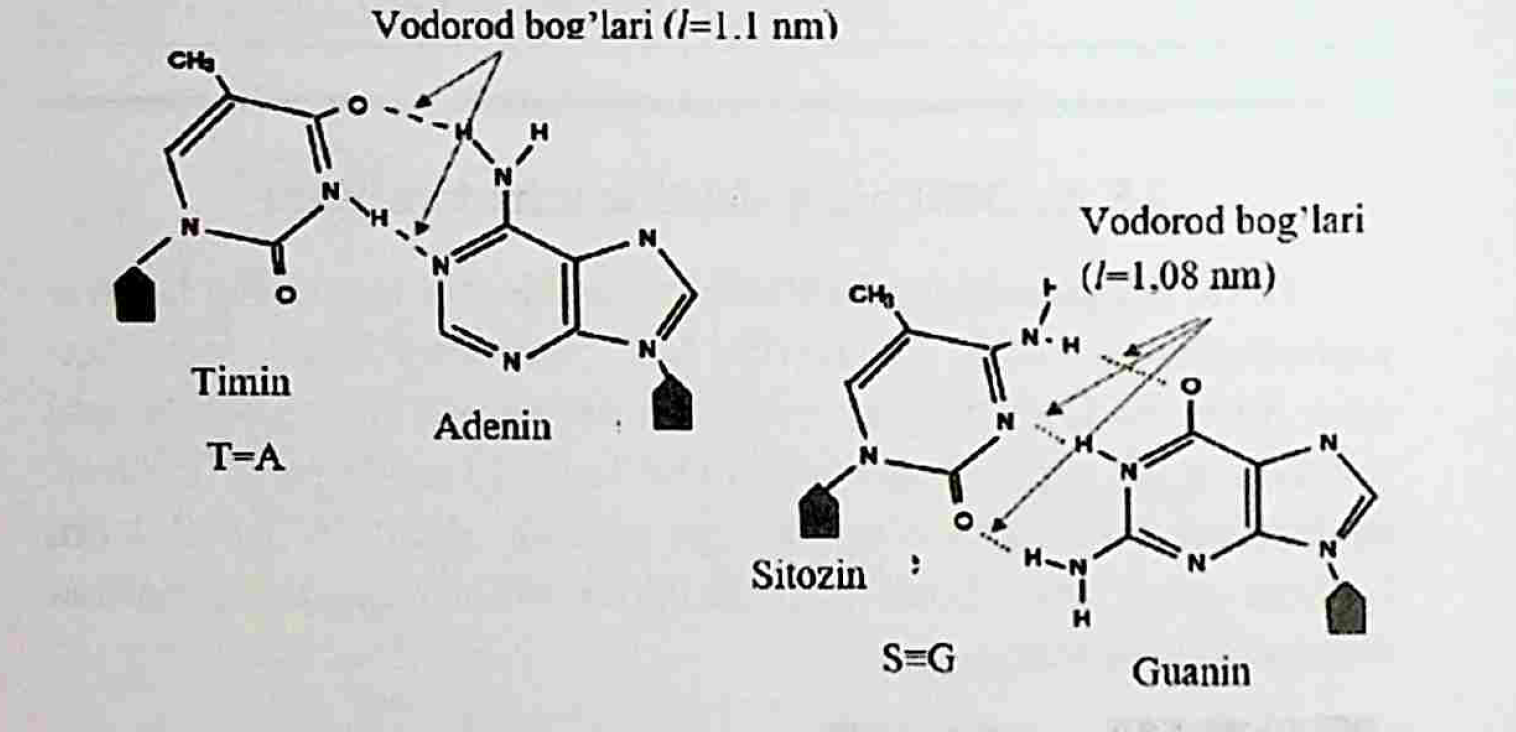 Vodorod bog'lari (l=1.1 nm)
CH₃
O
H
H
N
N
H
N
N
O
N
N
N
Timin
Adenin
T=A
Vodorod bog'lari
(l=1,08 nm)
CH₃
N
H
O
N
H
N
N
N
O
H
N
N
N
H
Sitozin
S≡G
Guanin